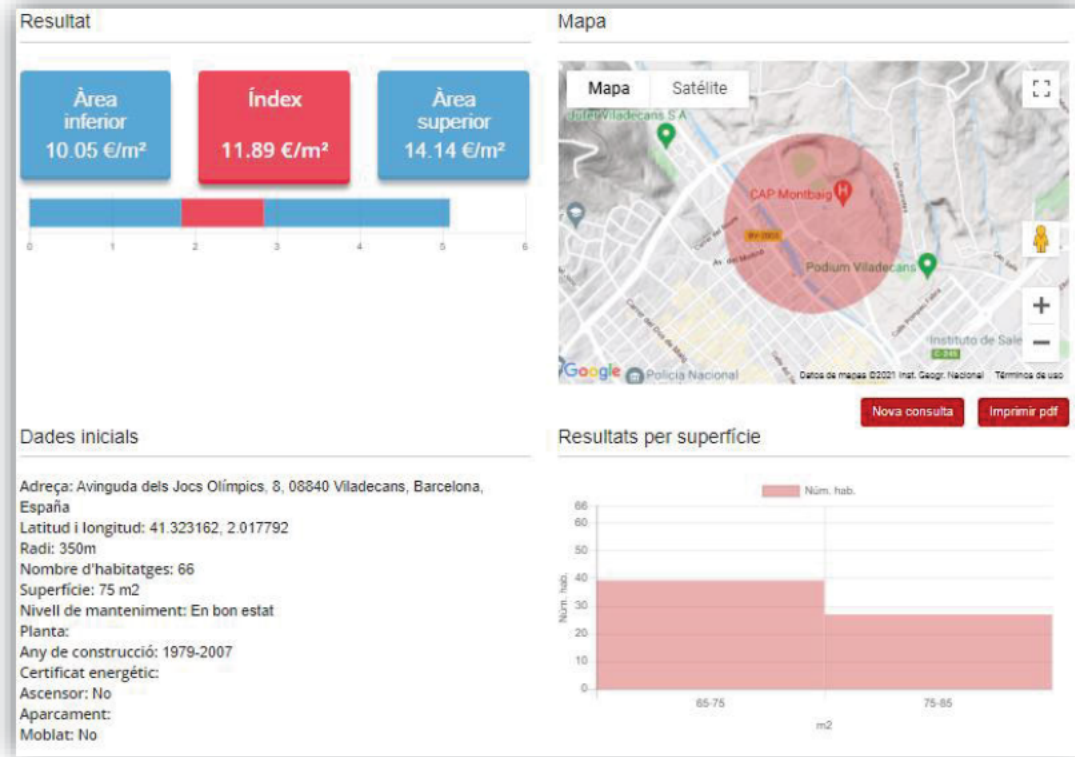 Resultat
Àrea
inferior
10.05 €/m²
Índex
11.89 €/m²
Àrea
superior
14.14 €/m²
0 1 2 3 4 5 6
Mapa
Mapa Satélite
Viladecans S A
CAP Montbaig
Av. del Molina
Podium Viladecans
Instituto de Sale
C-245
Google
Policia Nacional
Datos de mapas ©2021 Inst. Geogr. Nacional Términos de uso
Nova consulta Imprimir pdf
Dades inicials
Adreça: Avinguda dels Jocs Olímpics, 8, 08840 Viladecans, Barcelona,
España
Latitud i longitud: 41.323162, 2.017792
Radi: 350m
Nombre d'habitatges: 66
Superfície: 75 m2
Nivell de manteniment: En bon estat
Planta:
Any de construcció: 1979-2007
Certificat energétic:
Ascensor: No
Aparcament:
Moblat: No
Resultats per superfície
Núm. hab.
66
60
50
40
30
20
10
0
Núm. hab.
65-75 75-85
m2